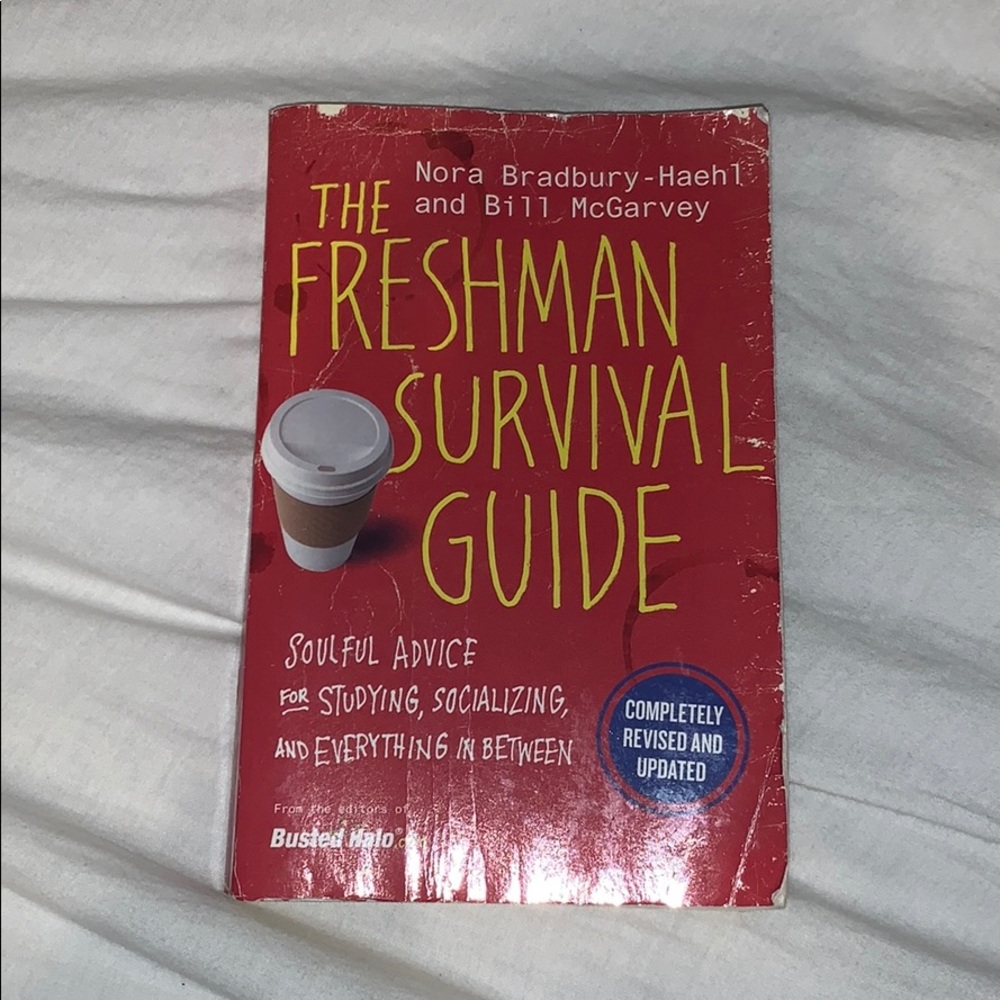 Nora Bradbury-Haehl
and Bill McGarvey
THE
FRESHMAN
SURVIVAL
GUIDE
SOULFUL ADVICE
FOR STUDYING, SOCIALIZING,
AND EVERYTHING IN BETWEEN
COMPLETELY
REVISED AND
UPDATED
From the editors of
Busted Halo.com